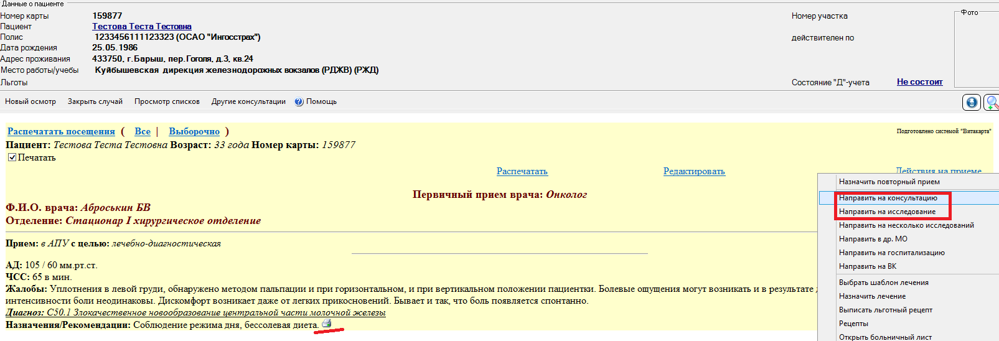 Данные о пациенте
Фото
Номер карты 159877 Номер участка
Пациент Тестова Теста Тестовна
Полис 1233456111123323 (ОСАО "Ингосстрах") действителен по
Дата рождения 25.05.1986
Адрес проживания 433750, г.Барыш, пер.Гоголя, д.3, кв.24
Место работы/учебы Куйбышевская дирекция железнодорожных вокзалов (РДЖВ) (РЖД)
Льготы Состояние "Д"-учета Не состоит
Новый осмотр Закрыть случай Просмотр списков Другие консультации Помощь
Распечатать посещения ( Все | Выборочно ) Подготовлено системой "Витакарта"
Пациент: Тестова Теста Тестовна Возраст: 33 года Номер карты: 159877
Печатать
Распечатать Редактировать Действия на приеме
Первичный прием врача: Онколог
Ф.И.О. врача: Аброськин БВ
Отделение: Стационар I хирургическое отделение
Прием: в АПУ с целью: лечебно-диагностическая
АД: 105 / 60 мм.рт.ст.
ЧСС: 65 в мин.
Жалобы: Уплотнения в левой груди, обнаружено методом пальпации и при горизонтальном, и при вертикальном положении пациентки. Болевые ощущения могут возникать и в результате
интенсивности боли неодинаковы. Дискомфорт возникает даже от легких прикосновений. Бывает и так, что боль появляется спонтанно.
Диагноз: C50.1 Злокачественное новообразование центральной части молочной железы
Назначения/Рекомендации: Соблюдение режима дня, бессолевая диета.
Назначить повторный прием
Направить на консультацию
Направить на исследование
Направить на несколько исследований
Направить в др. МО
Направить на госпитализацию
Направить на ВК
Выбрать шаблон лечения
Назначить лечение
Выписать льготный рецепт
Рецепты
Открыть больничный лист